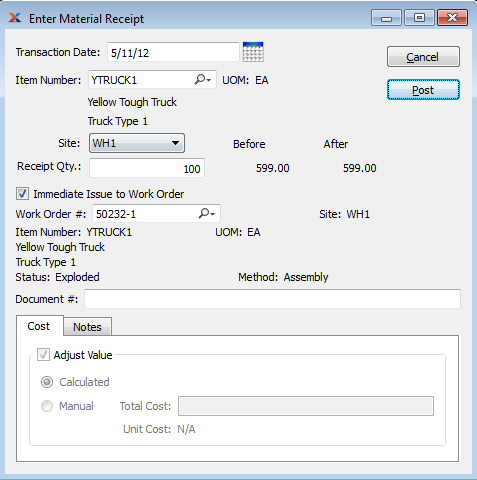 Enter Material Receipt
Transaction Date: 5/11/12
Cancel
Item Number: YTRUCK1 UOM: EA
Post
Yellow Tough Truck
Truck Type 1
Site: WH1 Before After
Receipt Qty.: 100 599.00 599.00
Immediate Issue to Work Order
Work Order #: 50232-1 Site: WH1
Item Number: YTRUCK1 UOM: EA
Yellow Tough Truck
Truck Type 1
Status: Exploded Method: Assembly
Document #:
Cost Notes
Adjust Value
Calculated
Manual Total Cost:
Unit Cost: N/A